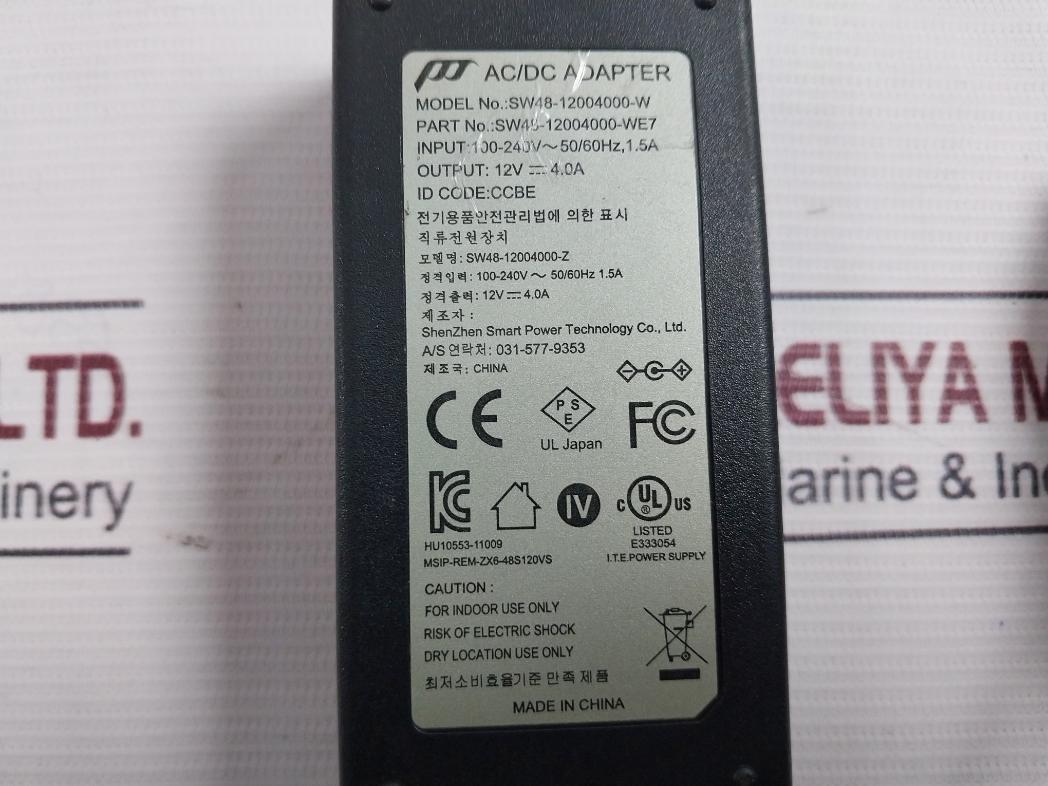 AC/DC ADAPTER
MODEL No.:SW48-12004000-W
PART No.:SW48-12004000-WE7
INPUT:100-240V～50/60Hz,1.5A
OUTPUT: 12V ⎓ 4.0A
ID CODE:CCBE
전기용품안전관리법에 의한 표시
직류전원장치
모델명: SW48-12004000-Z
정격입력: 100-240V ～ 50/60Hz 1.5A
정격출력: 12V ⎓ 4.0A
제조자 :
ShenZhen Smart Power Technology Co., Ltd.
A/S 연락처: 031-577-9353
제조국: CHINA
CE
PSE
UL Japan
FC
KC
IV
c UL US
®
LISTED
E333054
I.T.E.POWER SUPPLY
HU10553-11009
MSIP-REM-ZX6-48S120VS
CAUTION :
FOR INDOOR USE ONLY
RISK OF ELECTRIC SHOCK
DRY LOCATION USE ONLY
최저소비효율기준 만족 제품
MADE IN CHINA
LTD.
inery
ELIYA M
arine & In